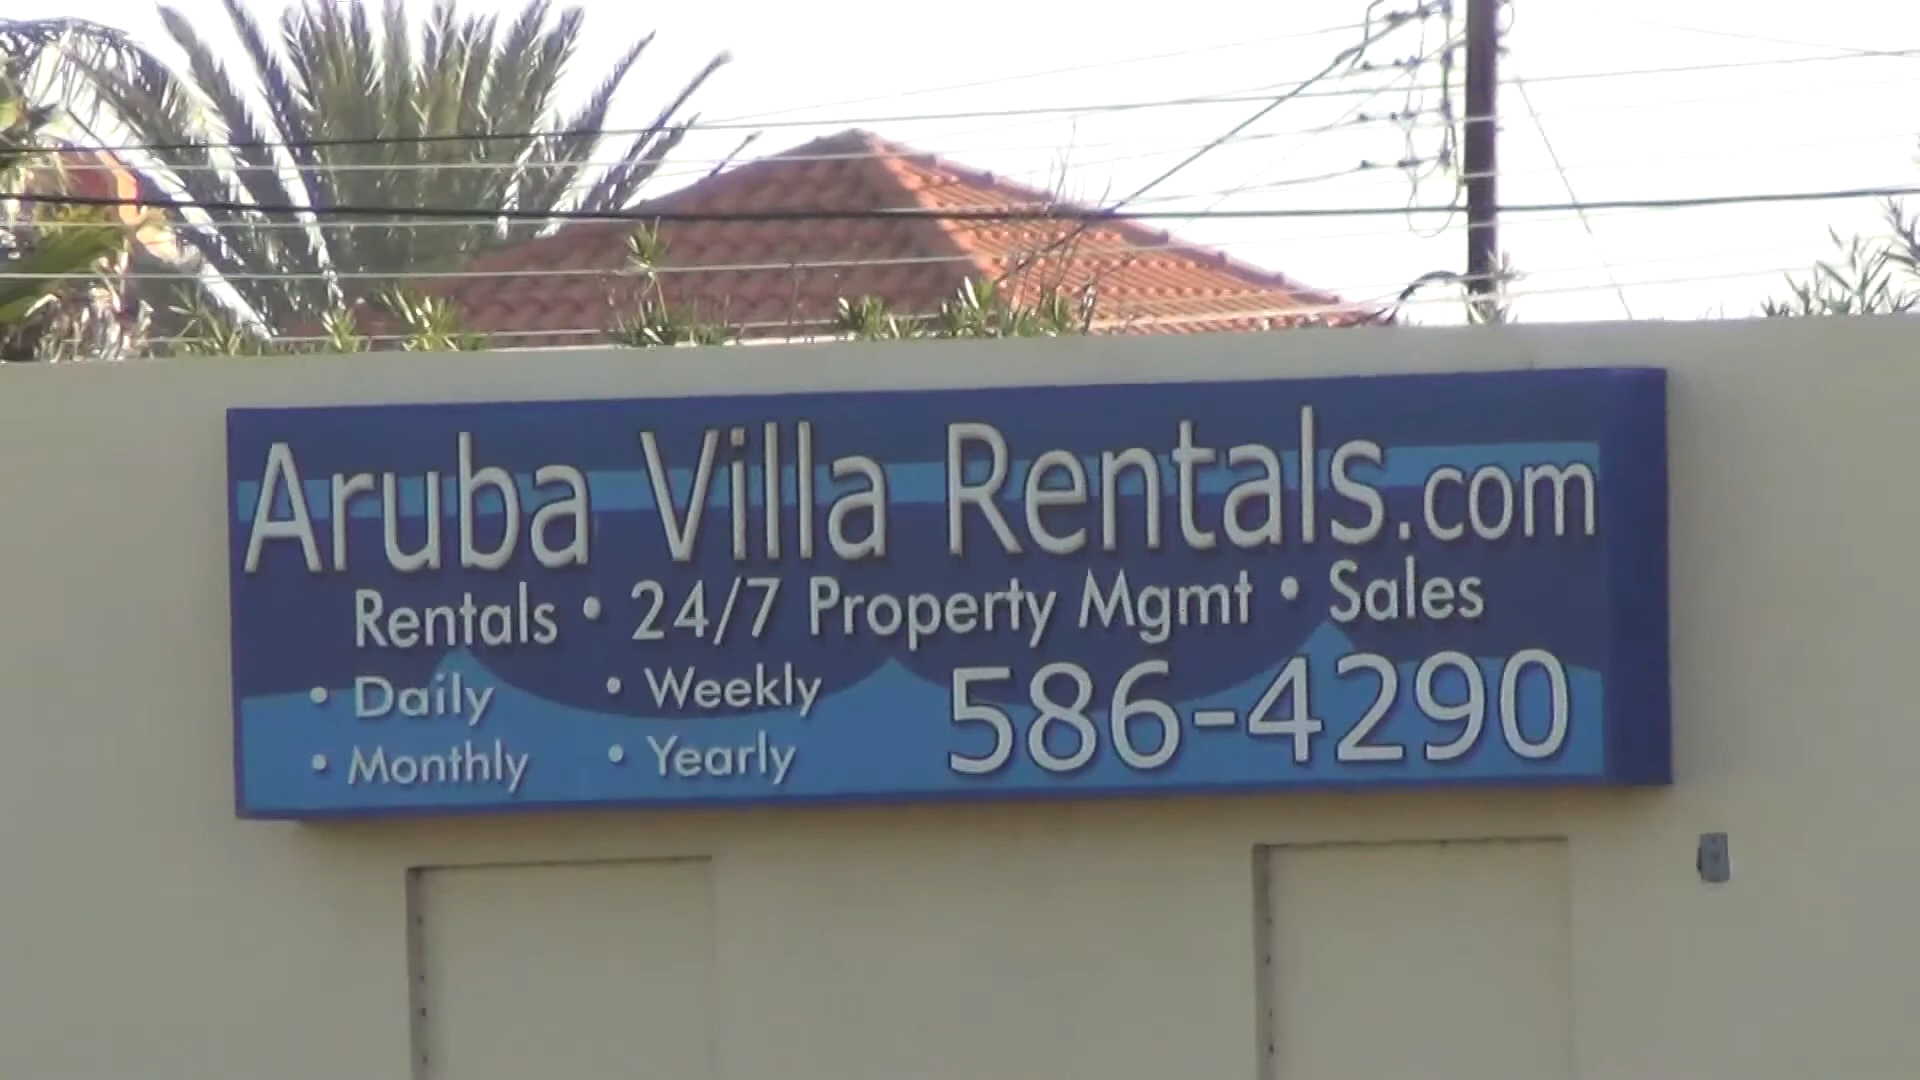 Aruba Villa Rentals.com
Rentals • 24/7 Property Mgmt • Sales
• Daily • Weekly
• Monthly • Yearly
586-4290